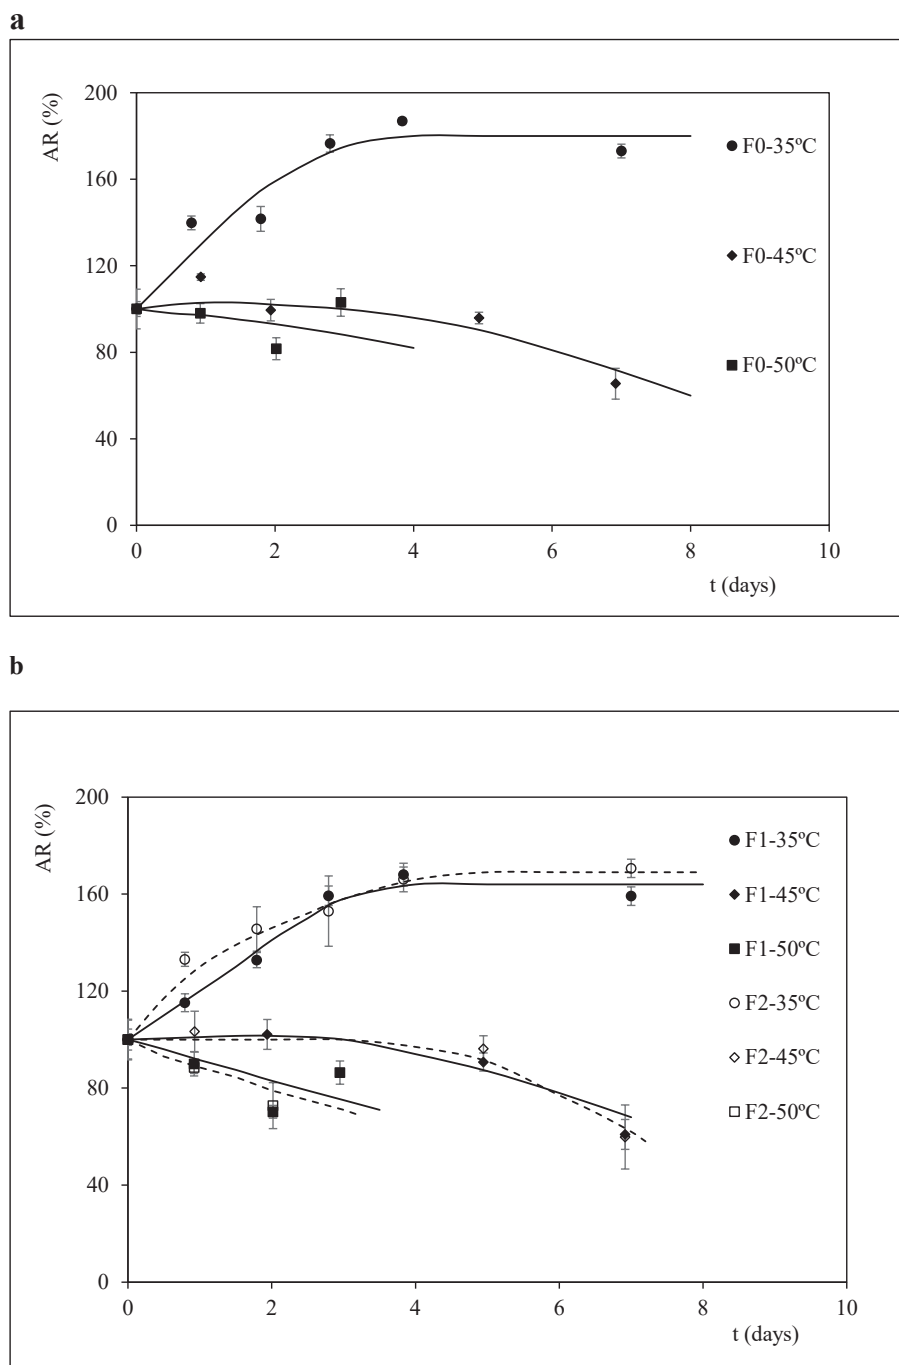 a
AR (%)
200
160
120
80
40
0
0 2 4 6 8 10
t (days)
F0-35ºC
F0-45ºC
F0-50ºC
b
AR (%)
200
160
120
80
40
0
0 2 4 6 8 10
t (days)
F1-35ºC
F1-45ºC
F1-50ºC
F2-35ºC
F2-45ºC
F2-50ºC